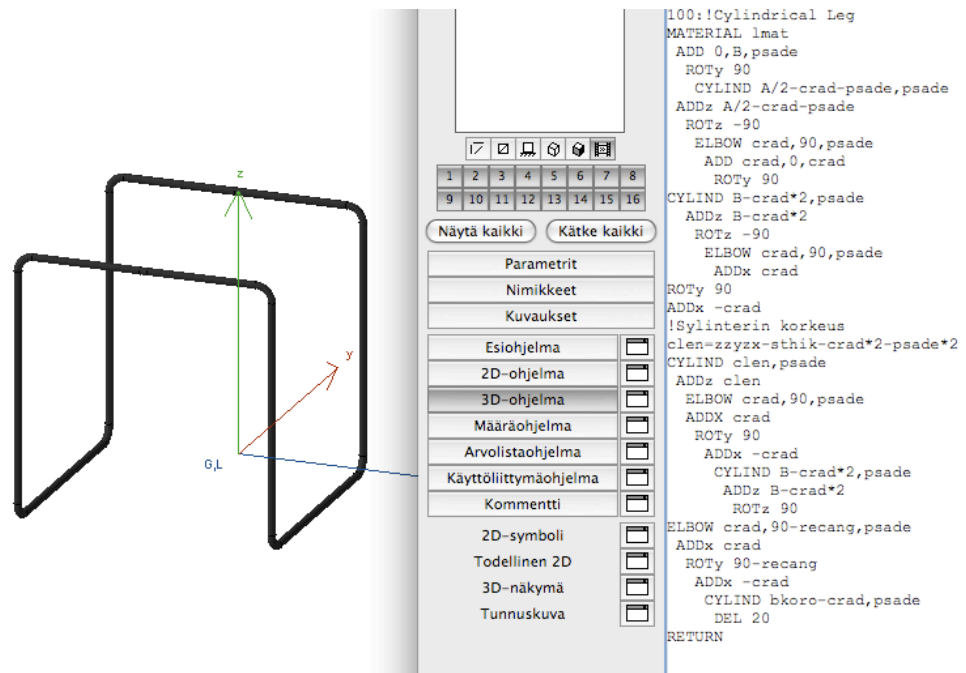 z
y
G,L
1 2 3 4 5 6 7 8
9 10 11 12 13 14 15 16
Näytä kaikki
Kätke kaikki
Parametrit
Nimikkeet
Kuvaukset
Esiohjelma
2D-ohjelma
3D-ohjelma
Määräohjelma
Arvolistaohjelma
Käyttöliittymäohjelma
Kommentti
2D-symboli
Todellinen 2D
3D-näkymä
Tunnuskuva
100:!Cylindrical Leg
MATERIAL lmat
ADD 0,B,psade
ROTy 90
CYLIND A/2-crad-psade,psade
ADDz A/2-crad-psade
ROTz -90
ELBOW crad,90,psade
ADD crad,0,crad
ROTy 90
CYLIND B-crad*2,psade
ADDz B-crad*2
ROTz -90
ELBOW crad,90,psade
ADDx crad
ROTy 90
ADDx -crad
!Sylinterin korkeus
clen=zzyzx-sthik-crad*2-psade*2
CYLIND clen,psade
ADDz clen
ELBOW crad,90,psade
ADDX crad
ROTy 90
ADDx -crad
CYLIND B-crad*2,psade
ADDz B-crad*2
ROTz 90
ELBOW crad,90-recang,psade
ADDx crad
ROTy 90-recang
ADDx -crad
CYLIND bkoro-crad,psade
DEL 20
RETURN